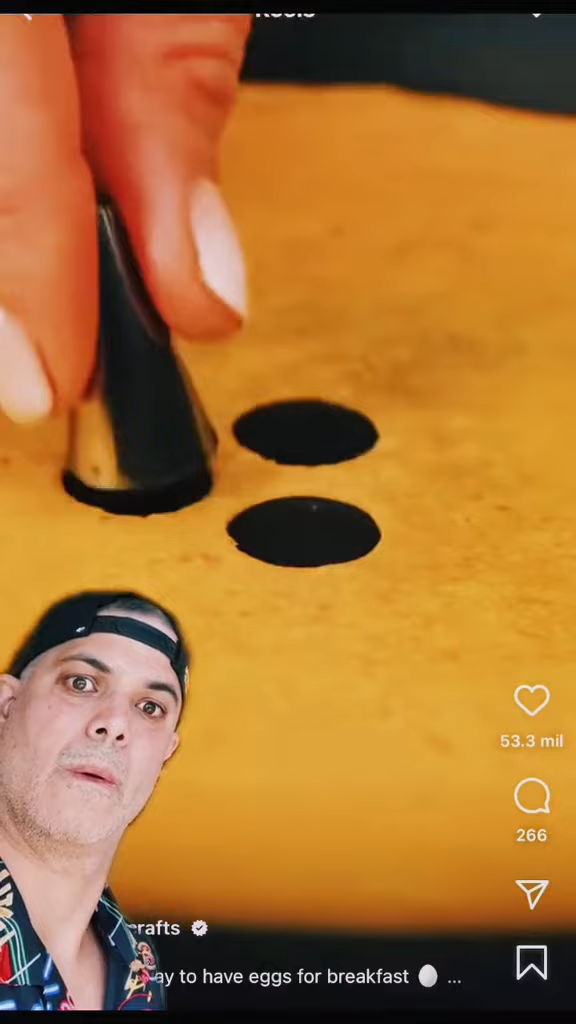 53.3 mil
266
crafts
ay to have eggs for breakfast 🥚 ...